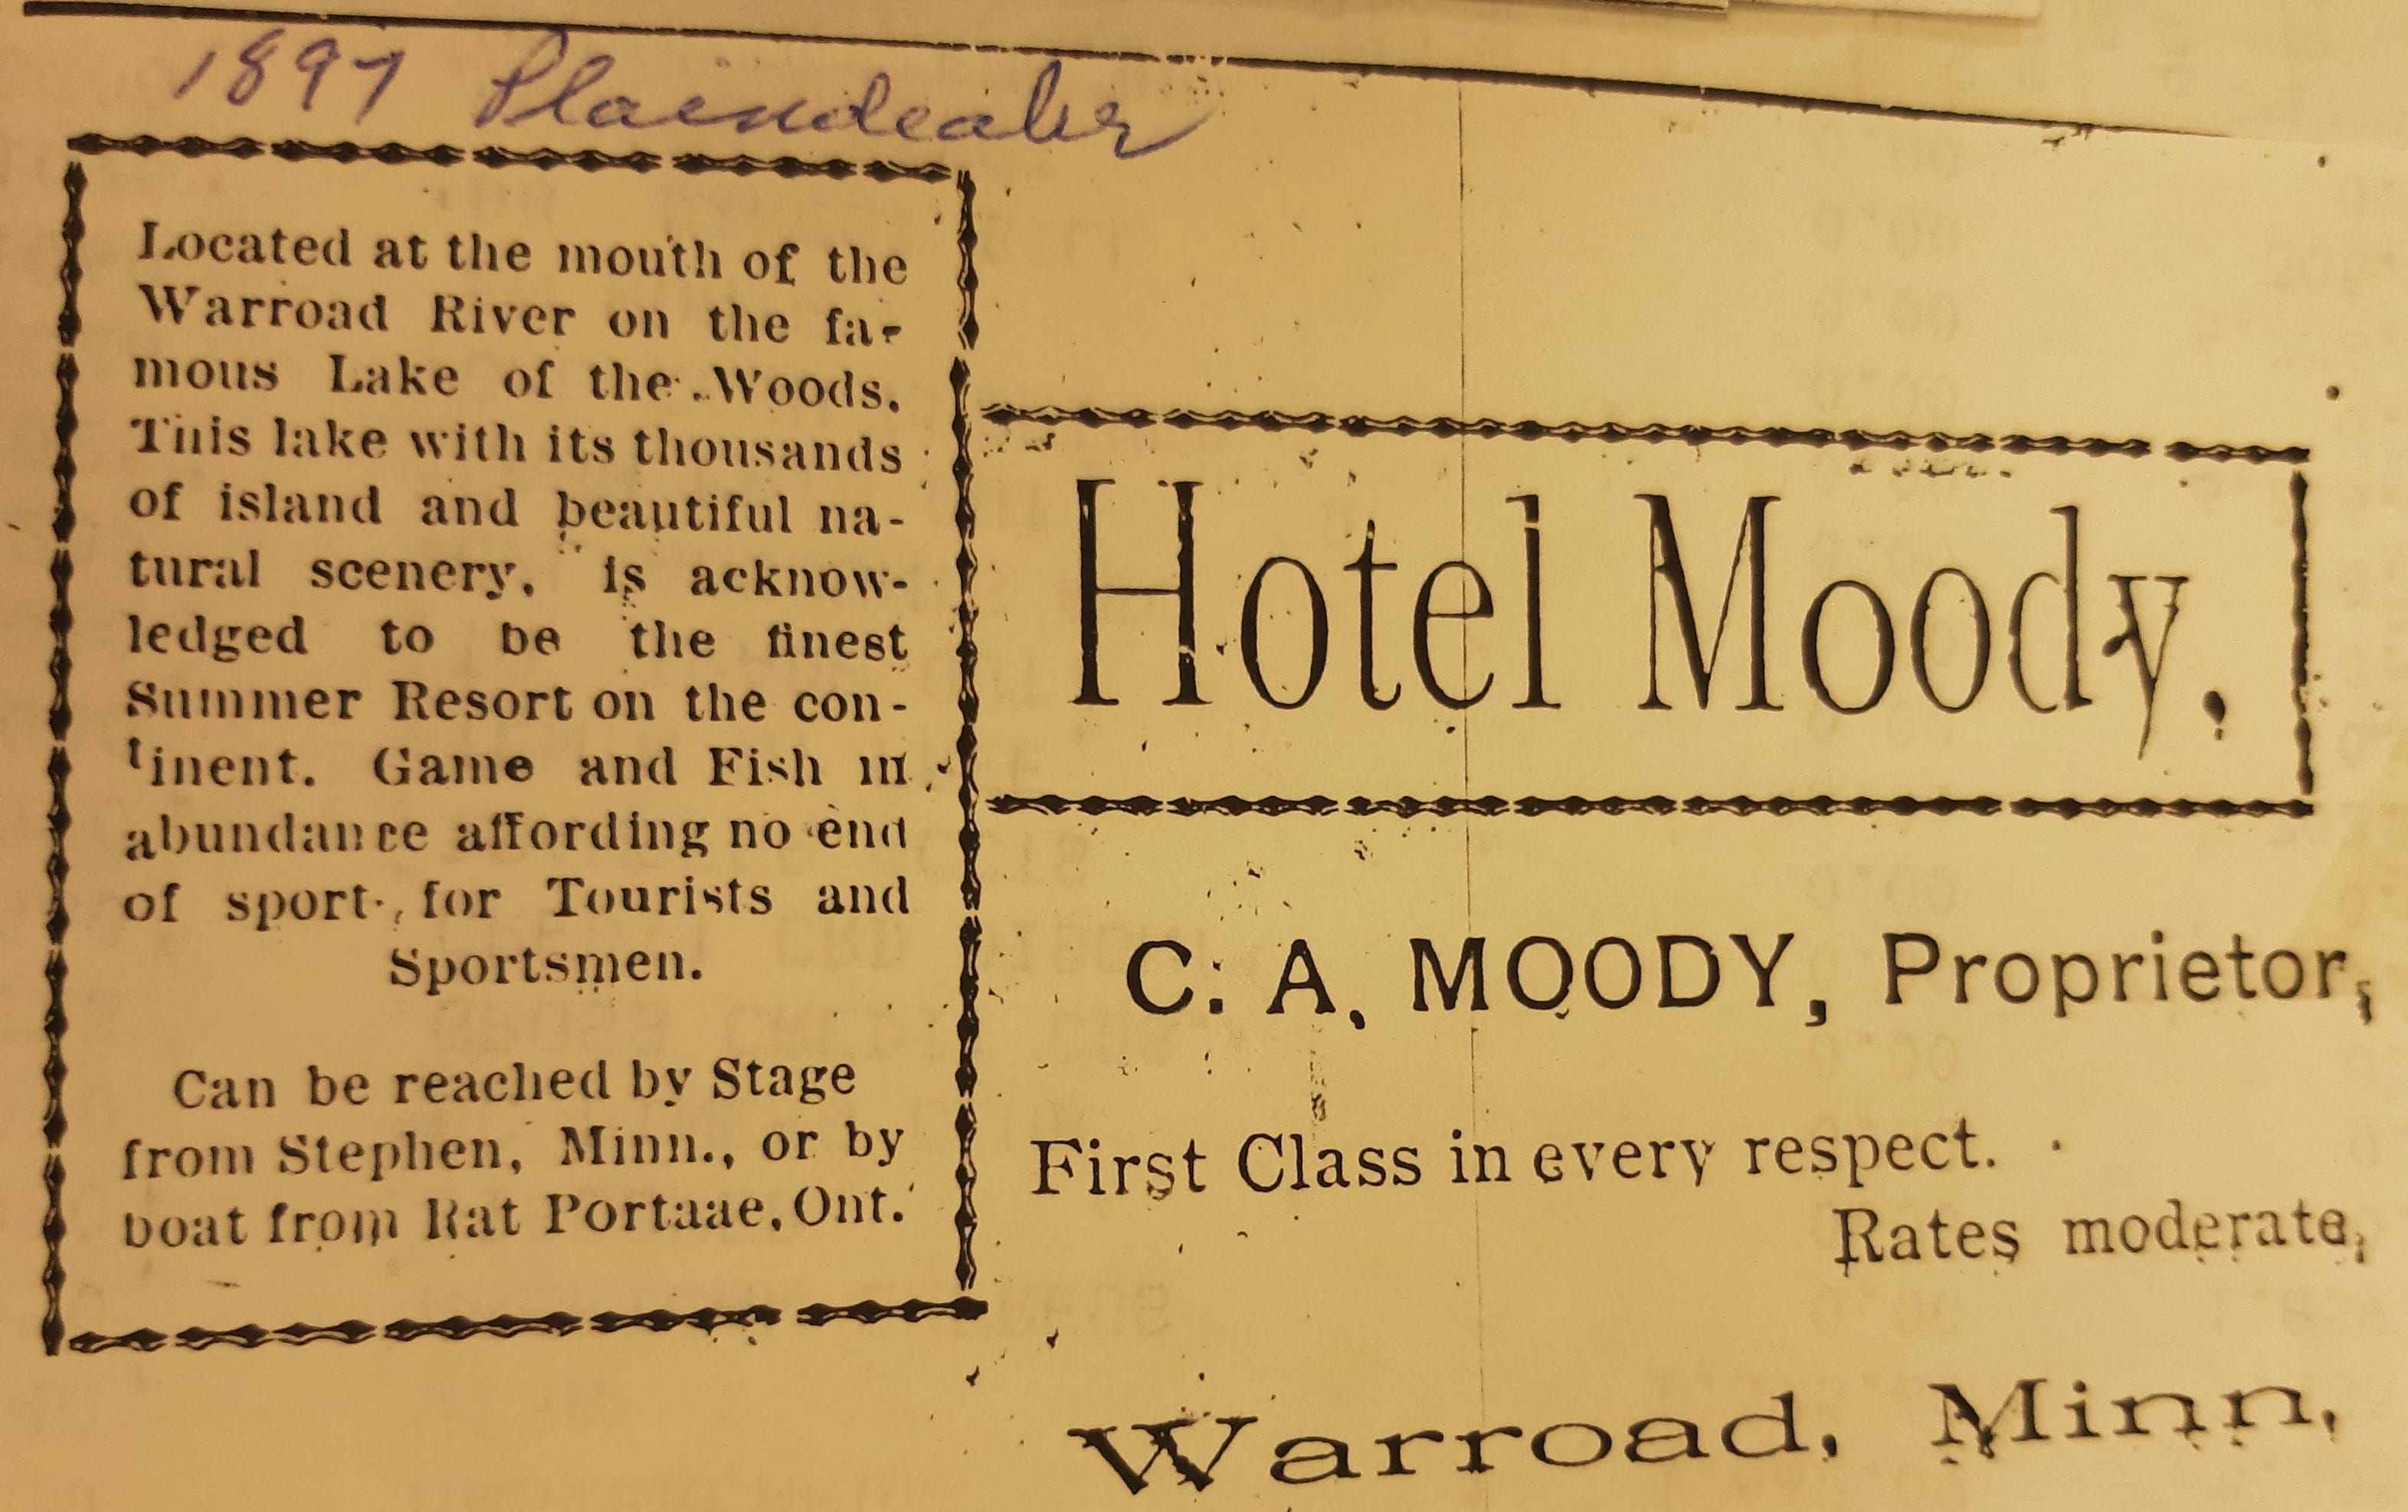 1897 Plaindealer
Located at the mouth of the
Warroad River on the fa-
mous Lake of the Woods.
This lake with its thousands
of island and beautiful na-
tural scenery, is acknow-
ledged to be the finest
Summer Resort on the con-
tinent. Game and Fish in
abundance affording no end
of sport, for Tourists and
Sportsmen.
Can be reached by Stage
from Stephen, Minn., or by
boat from Rat Portaae, Ont.
Hotel Moody,
C. A. MOODY, Proprietor,
First Class in every respect.
Rates moderate,
Warroad, Minn,